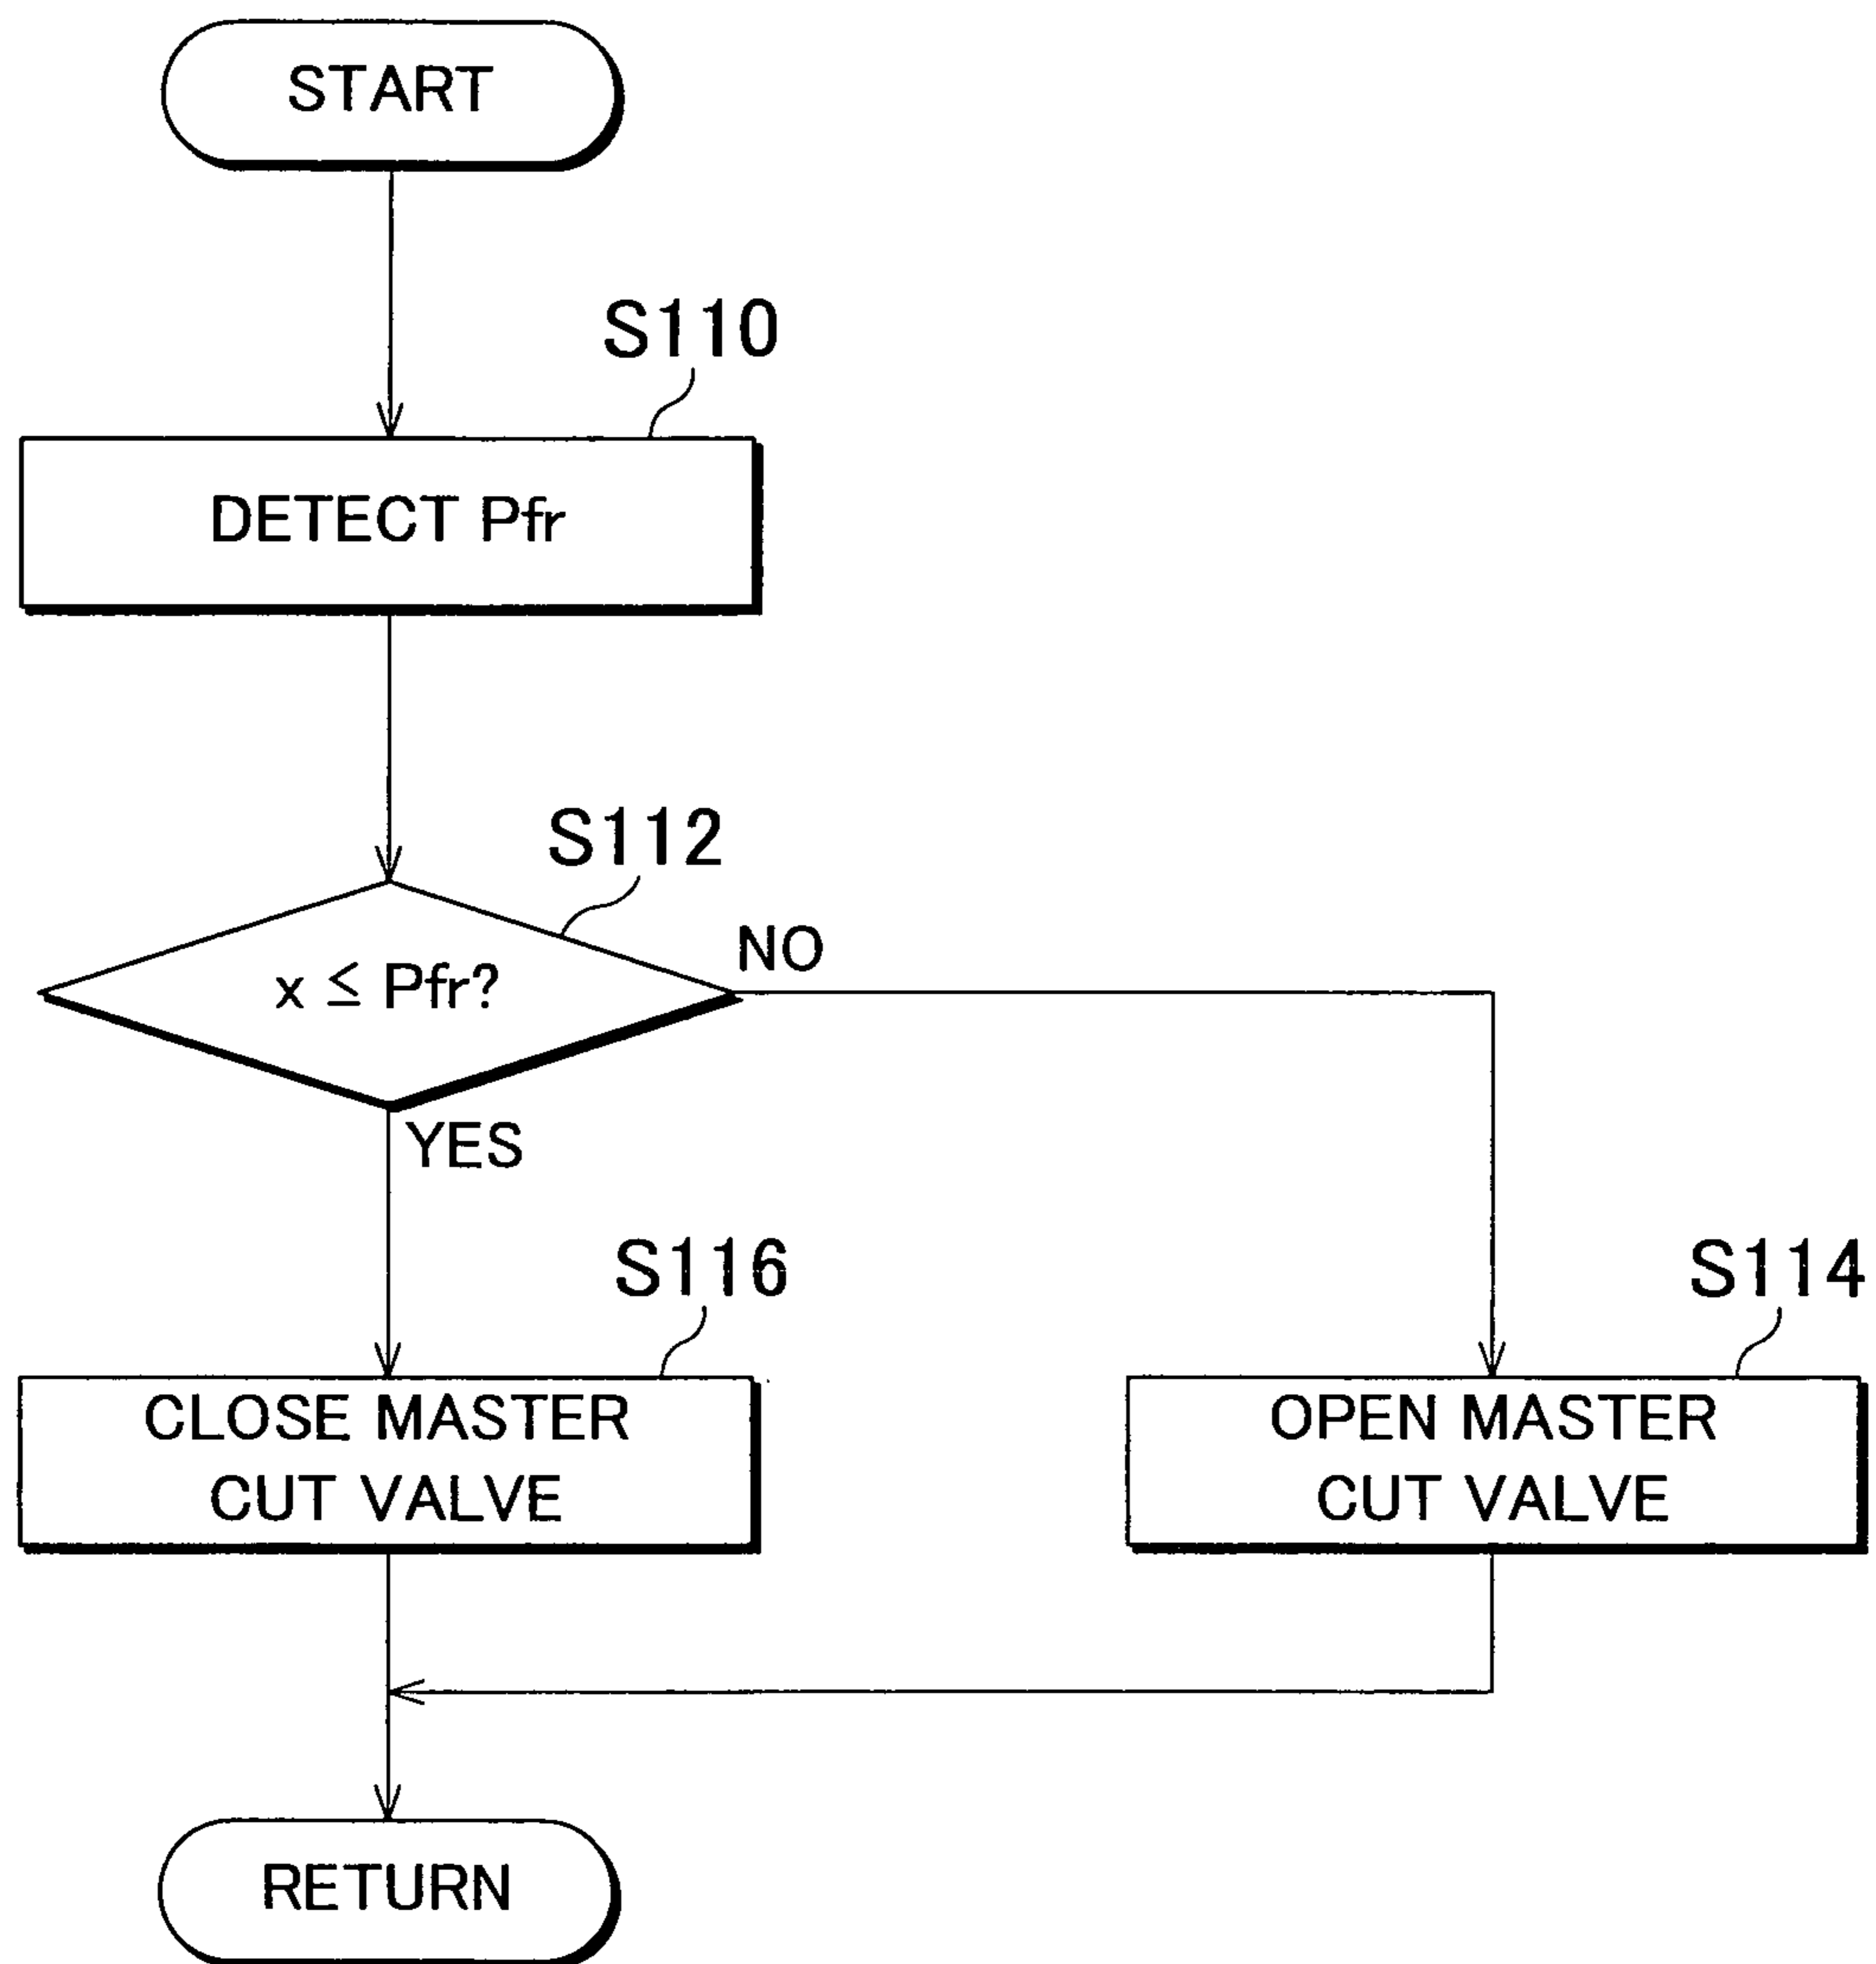 START
S110
DETECT Pfr
S112
x ≤ Pfr?
NO
YES
S116
CLOSE MASTER
CUT VALVE
S114
OPEN MASTER
CUT VALVE
RETURN